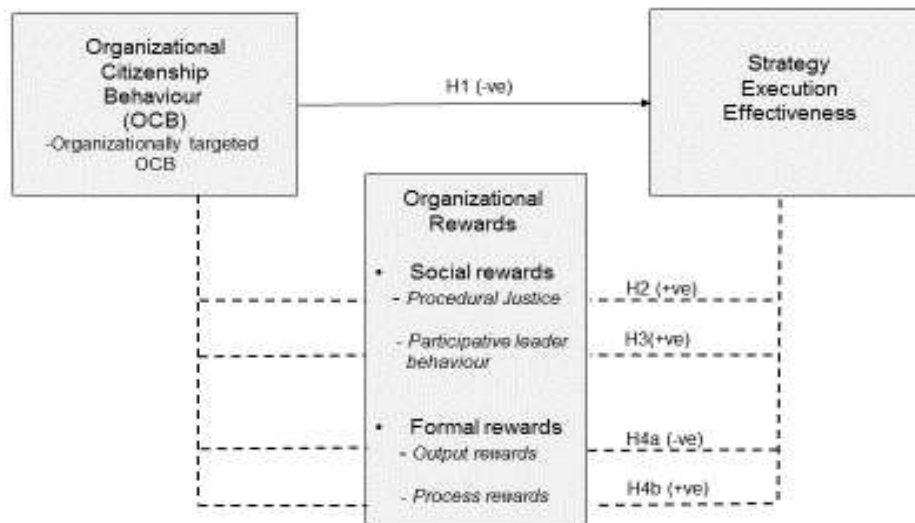 Organizational
Citizenship
Behaviour
(OCB)
-Organizationally targeted
OCB
H1 (-ve)
Strategy
Execution
Effectiveness
Organizational
Rewards
• Social rewards
- Procedural Justice
H2 (+ve)
- Participative leader
behaviour
H3(+ve)
• Formal rewards
- Output rewards
H4a (-ve)
- Process rewards
H4b (+ve)